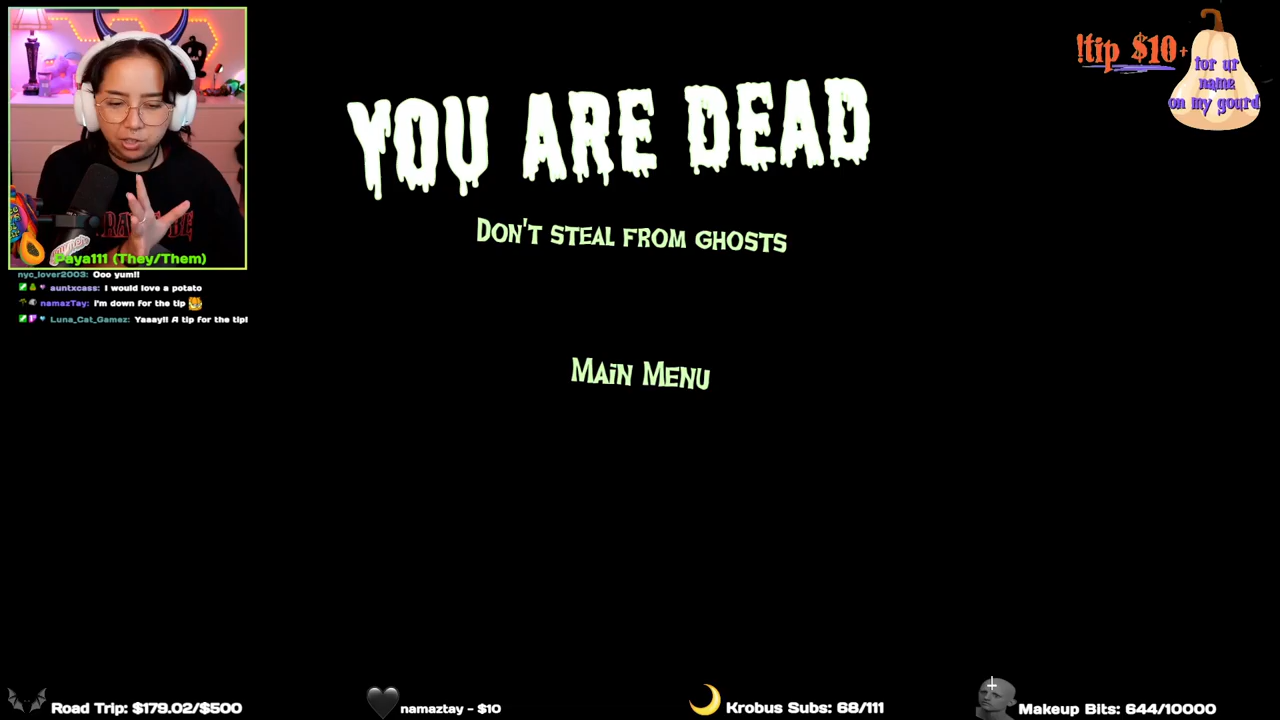 !tip $10+
for ur
name
on my gourd
YOU ARE DEAD
DON'T STEAL FROM GHOSTS
MAiN MENU
Paya111 (They/Them)
nyc_lover2003: Ooo yum!!
auntxcass: I would love a potato
namazTay: I'm down for the tip
Luna_Cat_Gamez: Yaaay!! A tip for the tip!
Road Trip: $179.02/$500
namaztay - $10
Krobus Subs: 68/111
Makeup Bits: 644/10000